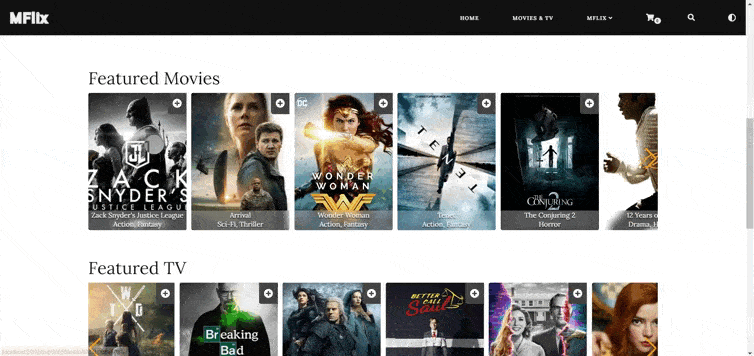 MFlix
HOME
MOVIES & TV
MFLIX
0
Featured Movies
JL
ZACK
SNYDER'S
JUSTICE LEAGUE
Zack Snyder's Justice League
Action, Fantasy
Arrival
Sci-Fi, Thriller
DC
WONDER
WOMAN
Wonder Woman
Action, Fantasy
TENET
Tenet
Action, Fantasy
THE
CONJURING
2
The Conjuring 2
Horror
12 Years o
Drama, H
Featured TV
T W D
Breaking
Bad
BETTER
CALL
Saul